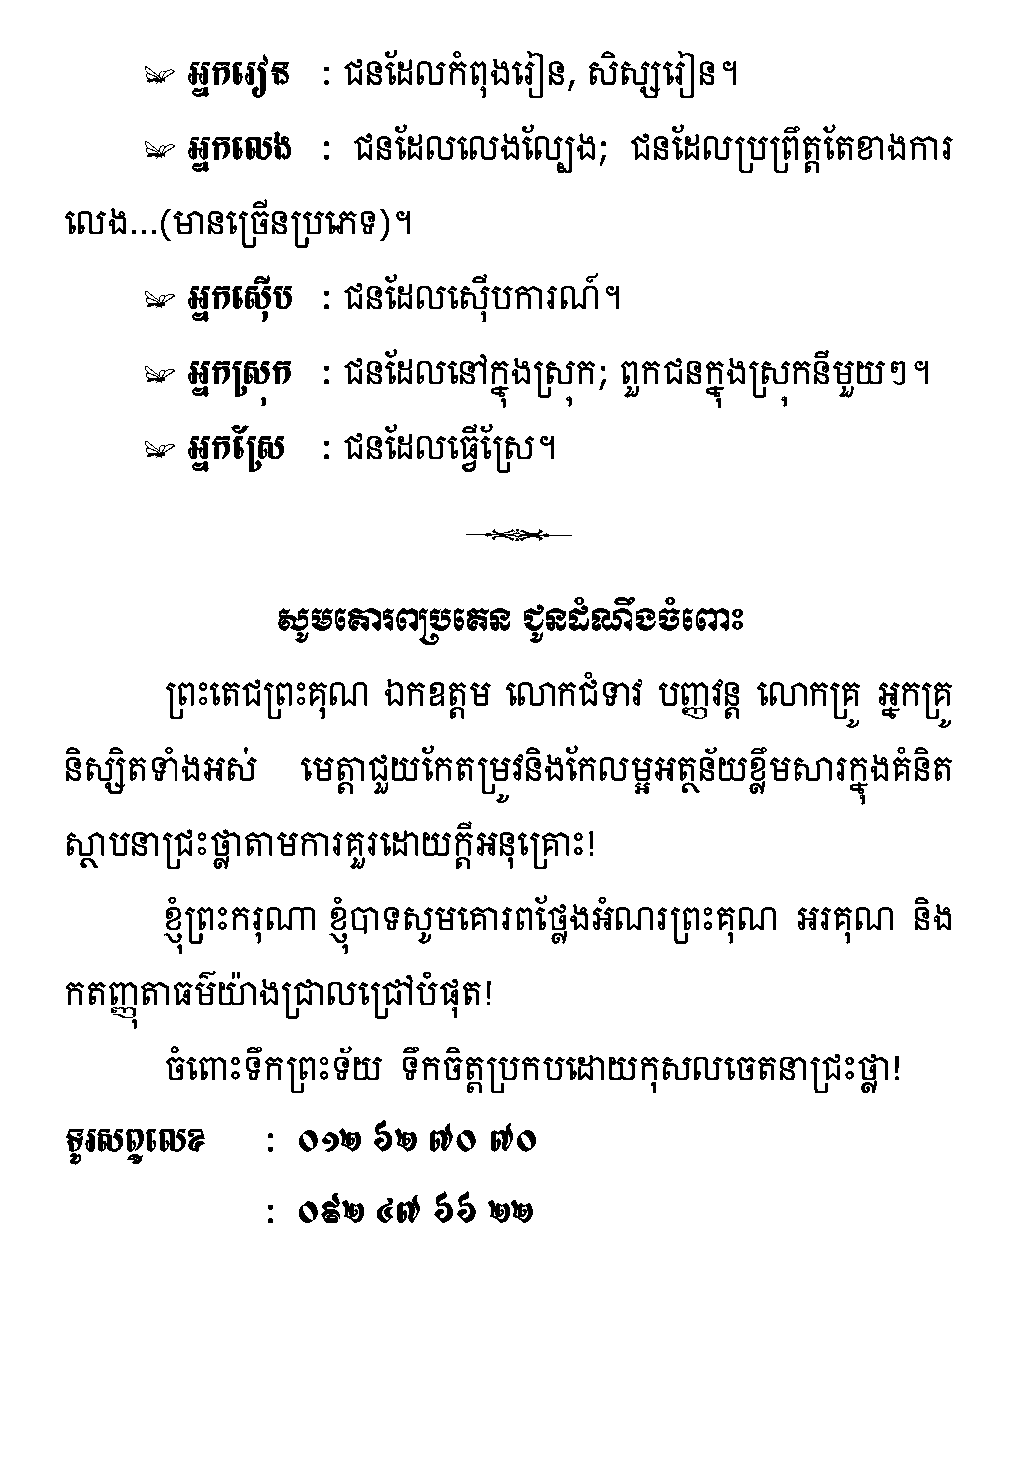 អ្នករៀន : ជនដែលកំពុងរៀន, សិស្សរៀន។
អ្នកលេង : ជនដែលលេងល្បែង; ជនដែលប្រព្រឹត្តតែខាងការ
លេង...(មានច្រើនប្រភេទ)។
អ្នកស៊ើប : ជនដែលស៊ើបការណ៍។
អ្នកស្រុក : ជនដែលនៅក្នុងស្រុក; ពួកជនក្នុងស្រុកនីមួយៗ។
អ្នកស្រែ : ជនដែលធ្វើស្រែ។
សូមគោរពប្រគេន ជូនដំណឹងចំពោះ
ព្រះតេជព្រះគុណ ឯកឧត្តម លោកជំទាវ បញ្ញវន្ត លោកគ្រូ អ្នកគ្រូ
និស្សិតទាំងអស់ មេត្តាជួយកែតម្រូវនិងកែលម្អអត្ថន័យខ្លឹមសារក្នុងគំនិត
ស្ថាបនាជ្រះថ្លាតាមការគួរដោយក្តីអនុគ្រោះ!
ខ្ញុំព្រះករុណា ខ្ញុំបាទសូមគោរពថ្លែងអំណរព្រះគុណ អរគុណ និង
កតញ្ញុតាធម៌យ៉ាងជ្រាលជ្រៅបំផុត!
ចំពោះទឹកព្រះទ័យ ទឹកចិត្តប្រកបដោយកុសលចេតនាជ្រះថ្លា!
ទូរសព្ទលេខ : ០១២ ៦២ ៧០ ៧០
: ០៩២ ៤៧ ៦៦ ២២